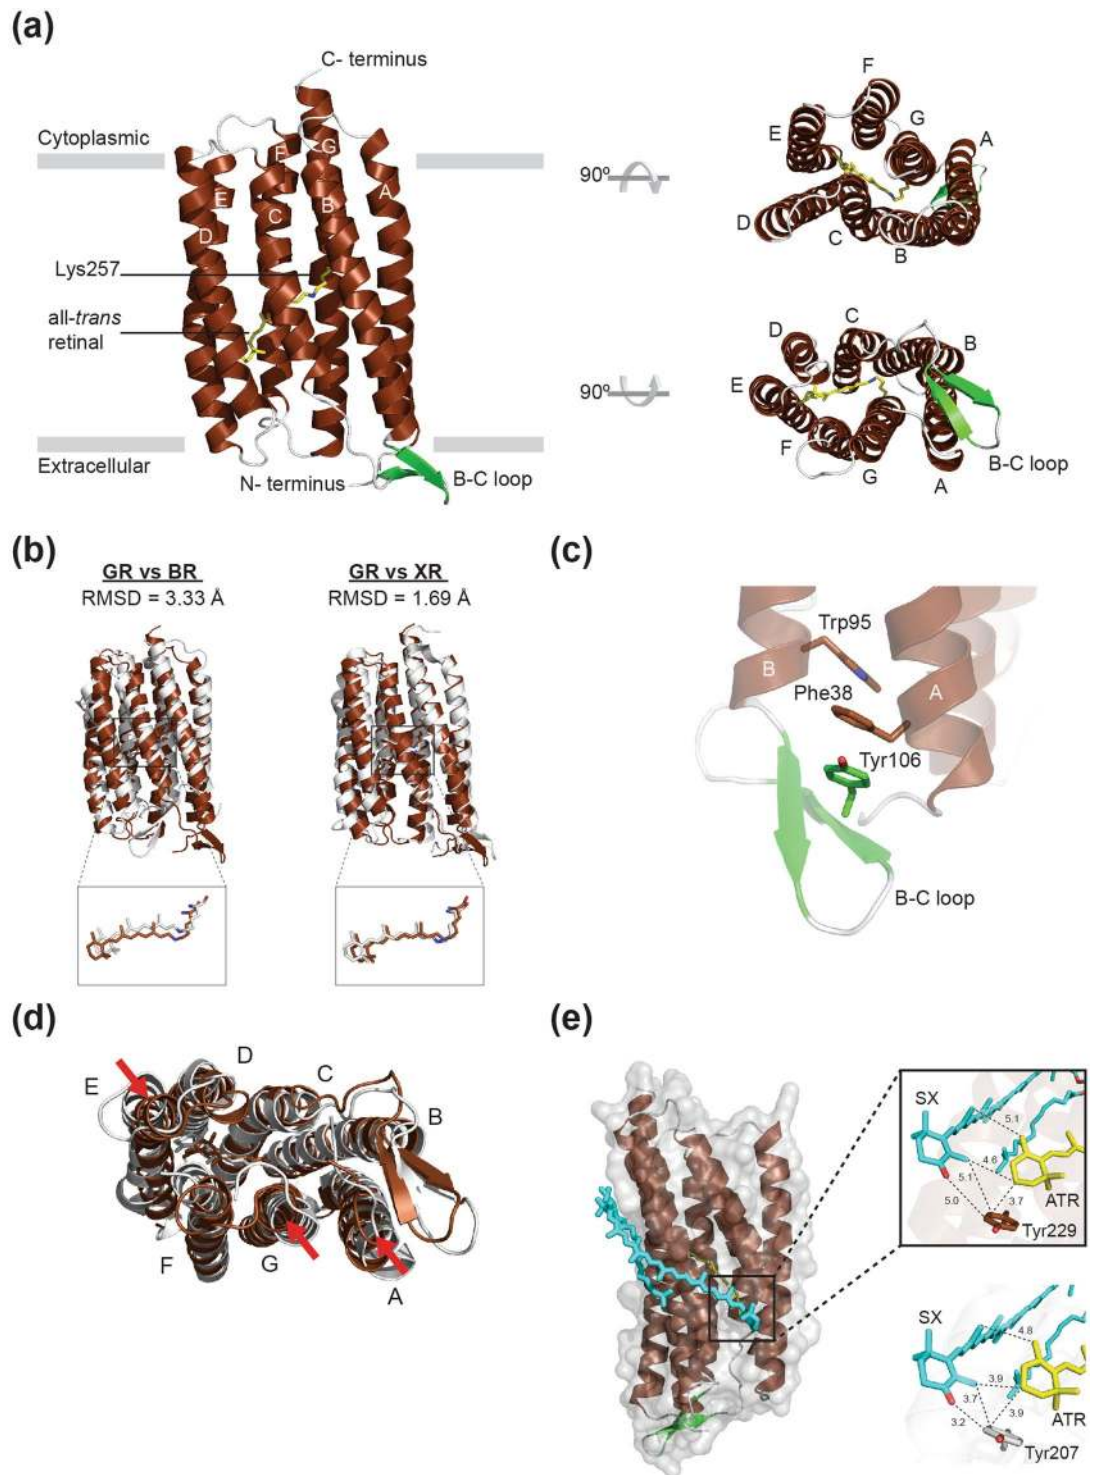 (a)
C- terminus
Cytoplasmic
E
D
F
C
G
B
A
Lys257
all-trans
retinal
Extracellular
N- terminus
B-C loop
90º
F
E
G
A
D
C
B
90º
D
C
B
E
F
G
A
B-C loop
(b)
GR vs BR
RMSD = 3.33 Å
GR vs XR
RMSD = 1.69 Å
(c)
Trp95
B
Phe38
A
Tyr106
B-C loop
(d)
E
D
C
B
F
G
A
(e)
SX
5.1
4.6
5.1
5.0
3.7
ATR
Tyr229
SX
4.8
3.9
3.7
3.2
3.9
ATR
Tyr207